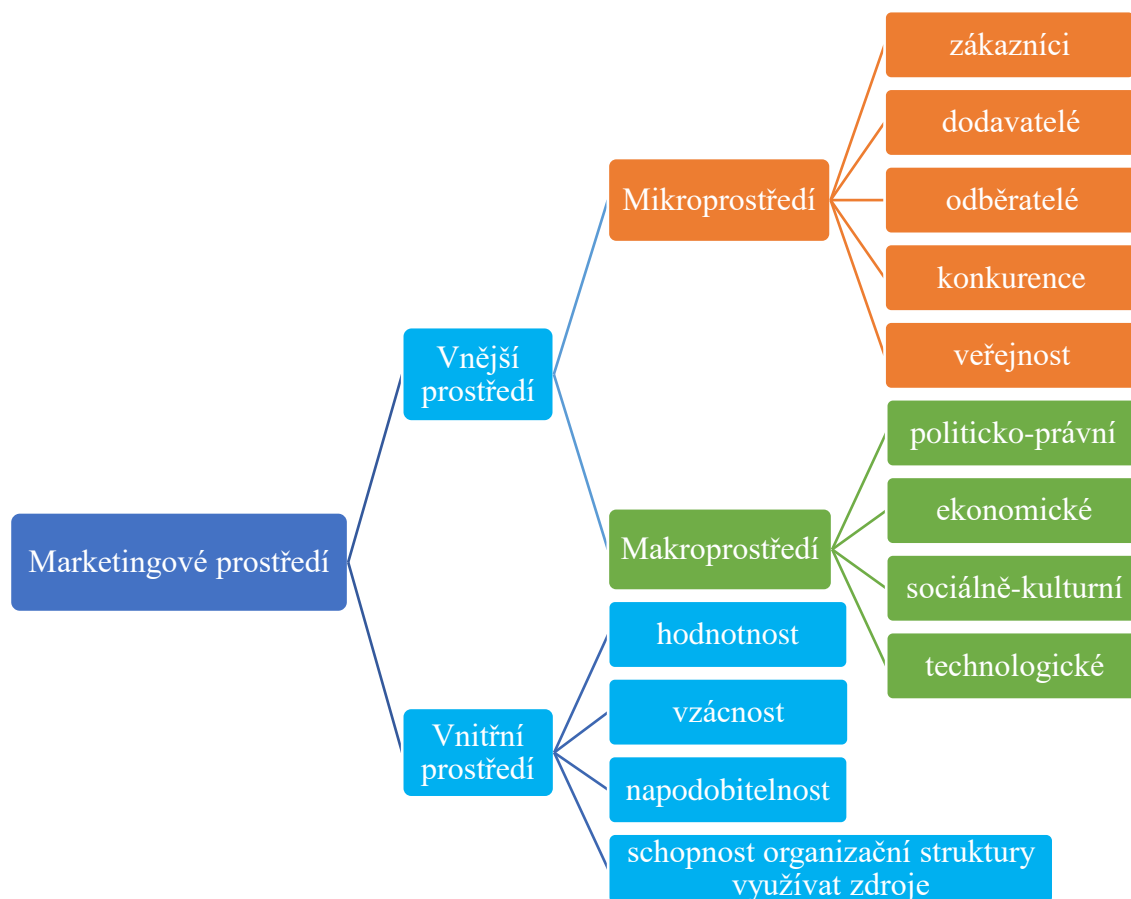 Marketingové prostředí
Vnější
prostředí
Mikroprostředí
zákazníci
dodavatelé
odběratelé
konkurence
veřejnost
Makroprostředí
politicko-právní
ekonomické
sociálně-kulturní
technologické
Vnitřní
prostředí
hodnotnost
vzácnost
napodobitelnost
schopnost organizační struktury
využívat zdroje